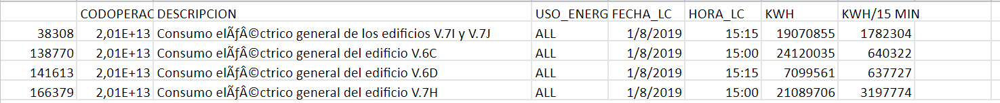 CODOPERAC DESCRIPCION USO_ENERG FECHA_LC HORA_LC KWH KWH/15 MIN
38308 2,01E+13 Consumo elÃƒÂ©ctrico general de los edificios V.7I y V.7J ALL 1/8/2019 15:15 19070855 1782304
138770 2,01E+13 Consumo elÃƒÂ©ctrico general del edificio V.6C ALL 1/8/2019 15:00 24120035 640322
141613 2,01E+13 Consumo elÃƒÂ©ctrico general del edificio V.6D ALL 1/8/2019 15:15 7099561 637727
166379 2,01E+13 Consumo elÃƒÂ©ctrico general del edificio V.7H ALL 1/8/2019 15:00 21089706 3197774